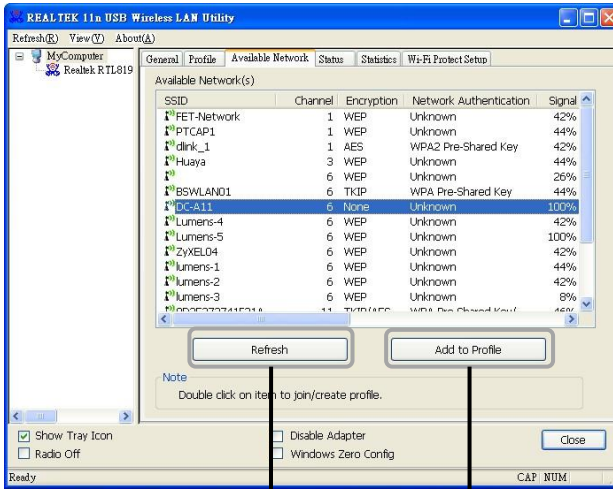 REALTEK 11n USB Wireless LAN Utility
Refresh(R) View(V) About(A)
MyComputer
Realtek RTL819
General Profile Available Network Status Statistics Wi-Fi Protect Setup
Available Network(s)
SSID Channel Encryption Network Authentication Signal
FET-Network 1 WEP Unknown 42%
PTCAP1 1 WEP Unknown 44%
dlink_1 1 AES WPA2 Pre-Shared Key 42%
Huaya 3 WEP Unknown 44%
6 WEP Unknown 26%
BSWLAN01 6 TKIP WPA Pre-Shared Key 44%
DC-A11 6 None Unknown 100%
Lumens-4 6 WEP Unknown 42%
Lumens-5 6 WEP Unknown 100%
ZyXEL04 6 WEP Unknown 42%
lumens-1 6 WEP Unknown 44%
lumens-2 6 WEP Unknown 42%
lumens-3 6 WEP Unknown 8%
11 WPA Pre-Shared Key/ 46%
Refresh Add to Profile
Note
Double click on item to join/create profile.
Show Tray Icon Disable Adapter Close
Radio Off Windows Zero Config
Ready CAP NUM